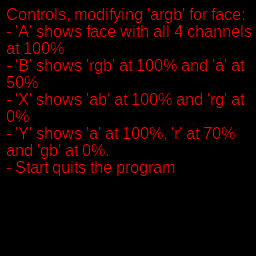 Controls, modifying 'argb' for face:
- 'A' shows face with all 4 channels
at 100%
- 'B' shows 'rgb' at 100% and 'a' at
50%
- 'X' shows 'ab' at 100% and 'rg' at
0%
- 'Y' shows 'a' at 100%, 'r' at 70%
and 'gb' at 0%.
- Start quits the program